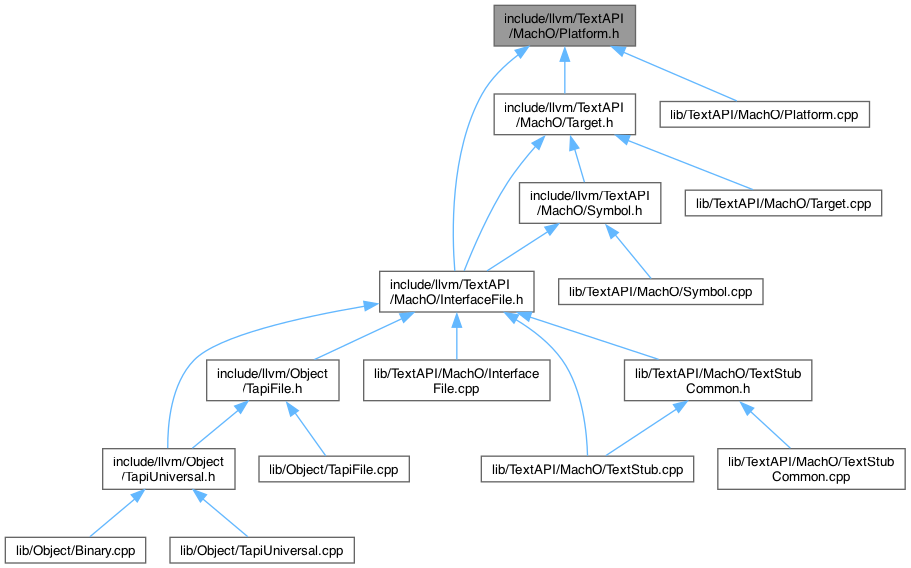 include/llvm/TextAPI
/MachO/Platform.h
include/llvm/TextAPI
/MachO/Target.h
lib/TextAPI/MachO/Platform.cpp
include/llvm/TextAPI
/MachO/Symbol.h
lib/TextAPI/MachO/Target.cpp
include/llvm/TextAPI
/MachO/InterfaceFile.h
lib/TextAPI/MachO/Symbol.cpp
include/llvm/Object
/TapiFile.h
lib/TextAPI/MachO/Interface
File.cpp
lib/TextAPI/MachO/TextStub
Common.h
include/llvm/Object
/TapiUniversal.h
lib/Object/TapiFile.cpp
lib/TextAPI/MachO/TextStub.cpp
lib/TextAPI/MachO/TextStub
Common.cpp
lib/Object/Binary.cpp
lib/Object/TapiUniversal.cpp